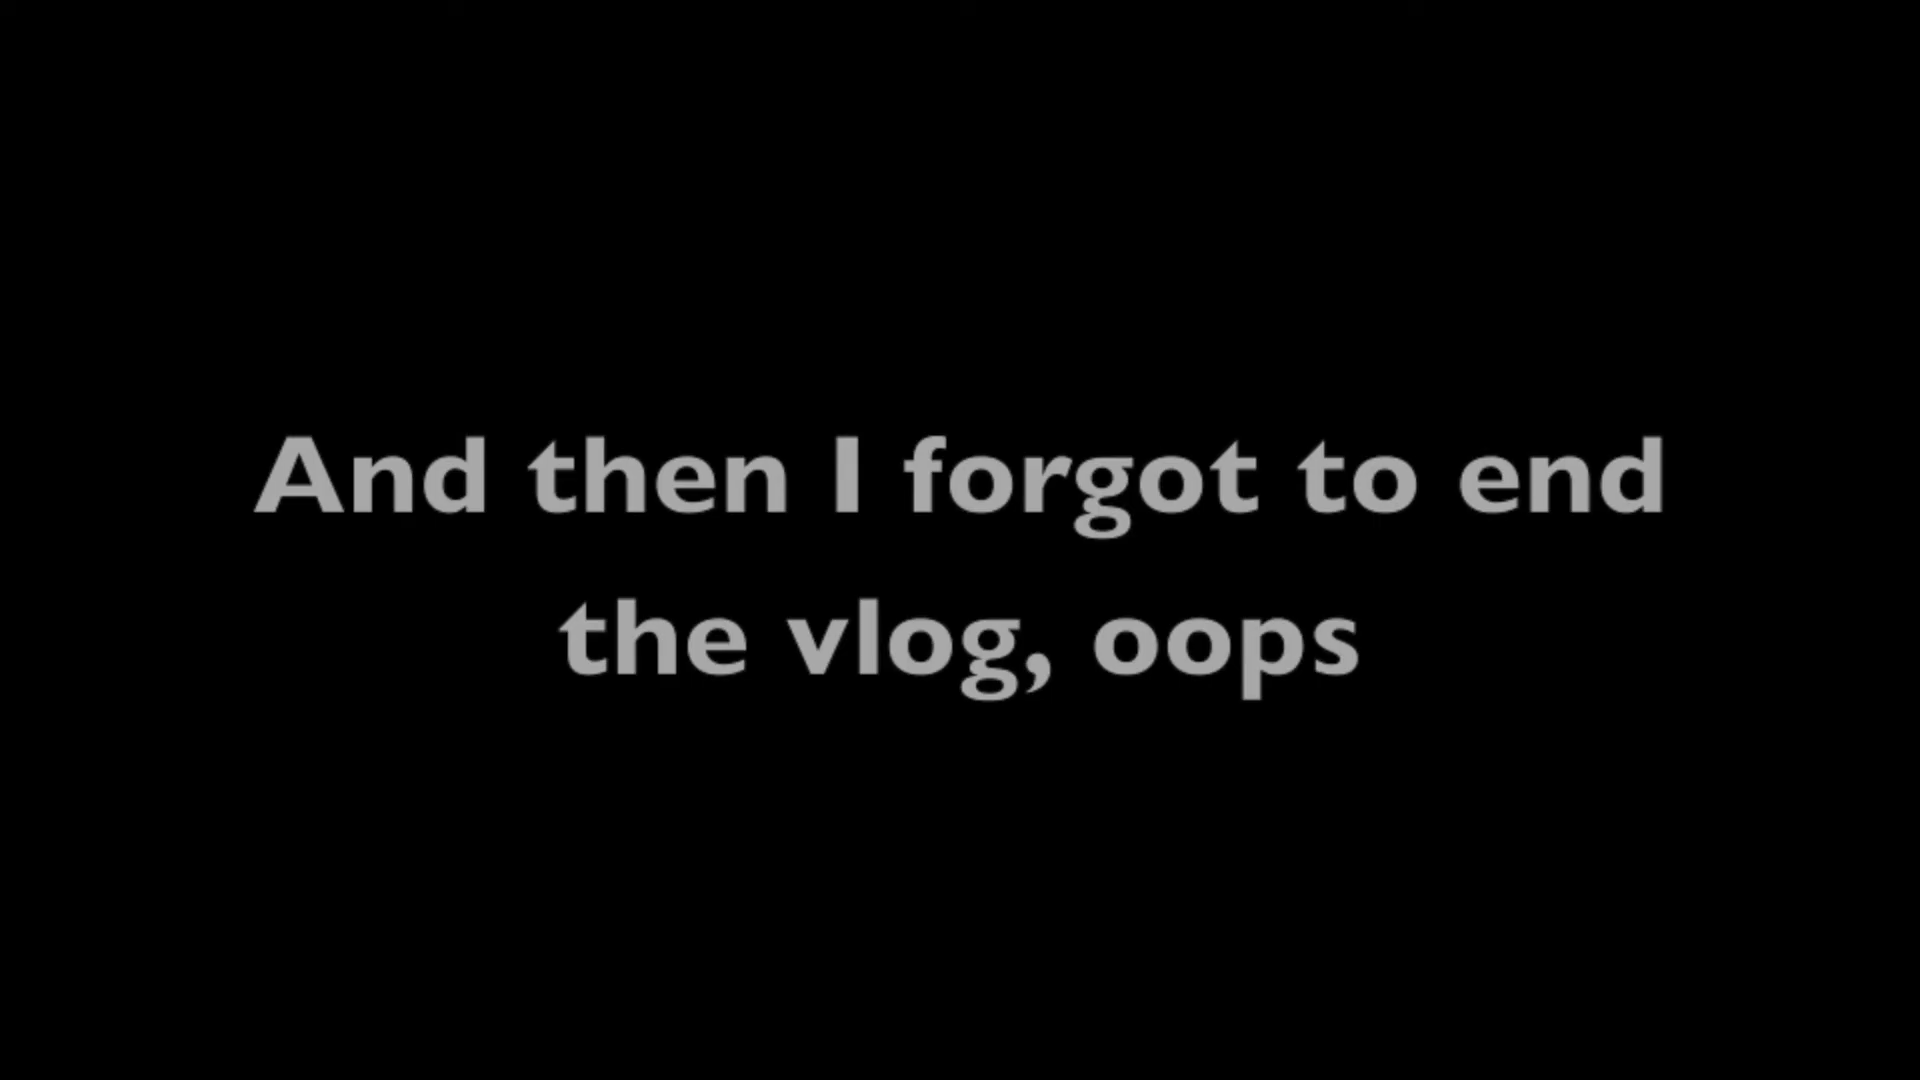 And then I forgot to end
the vlog, oops